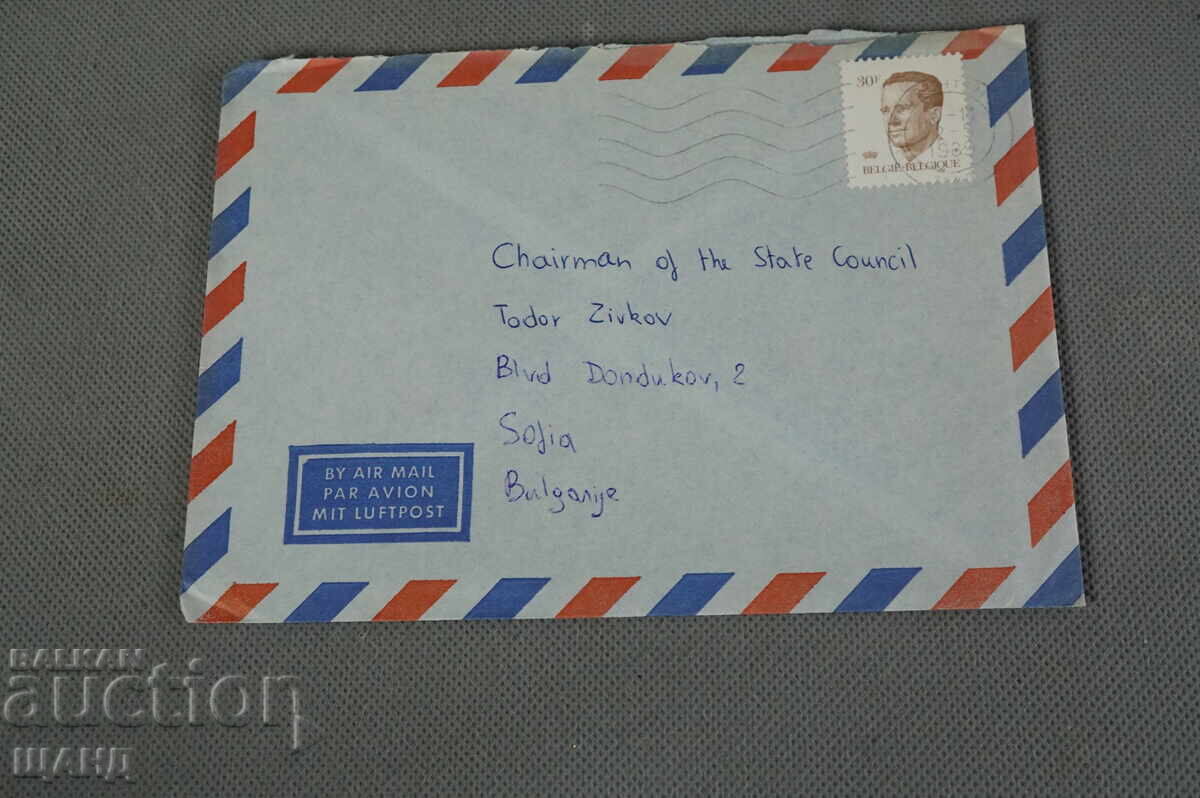 30F
BELGIE-BELGIQUE
Chairman of the State Council
Todor Zivkov
Blvd Dondukov, 2
Sofia
Bulgarije
BY AIR MAIL
PAR AVION
MIT LUFTPOST
BALKAN
auction
ЩАНД